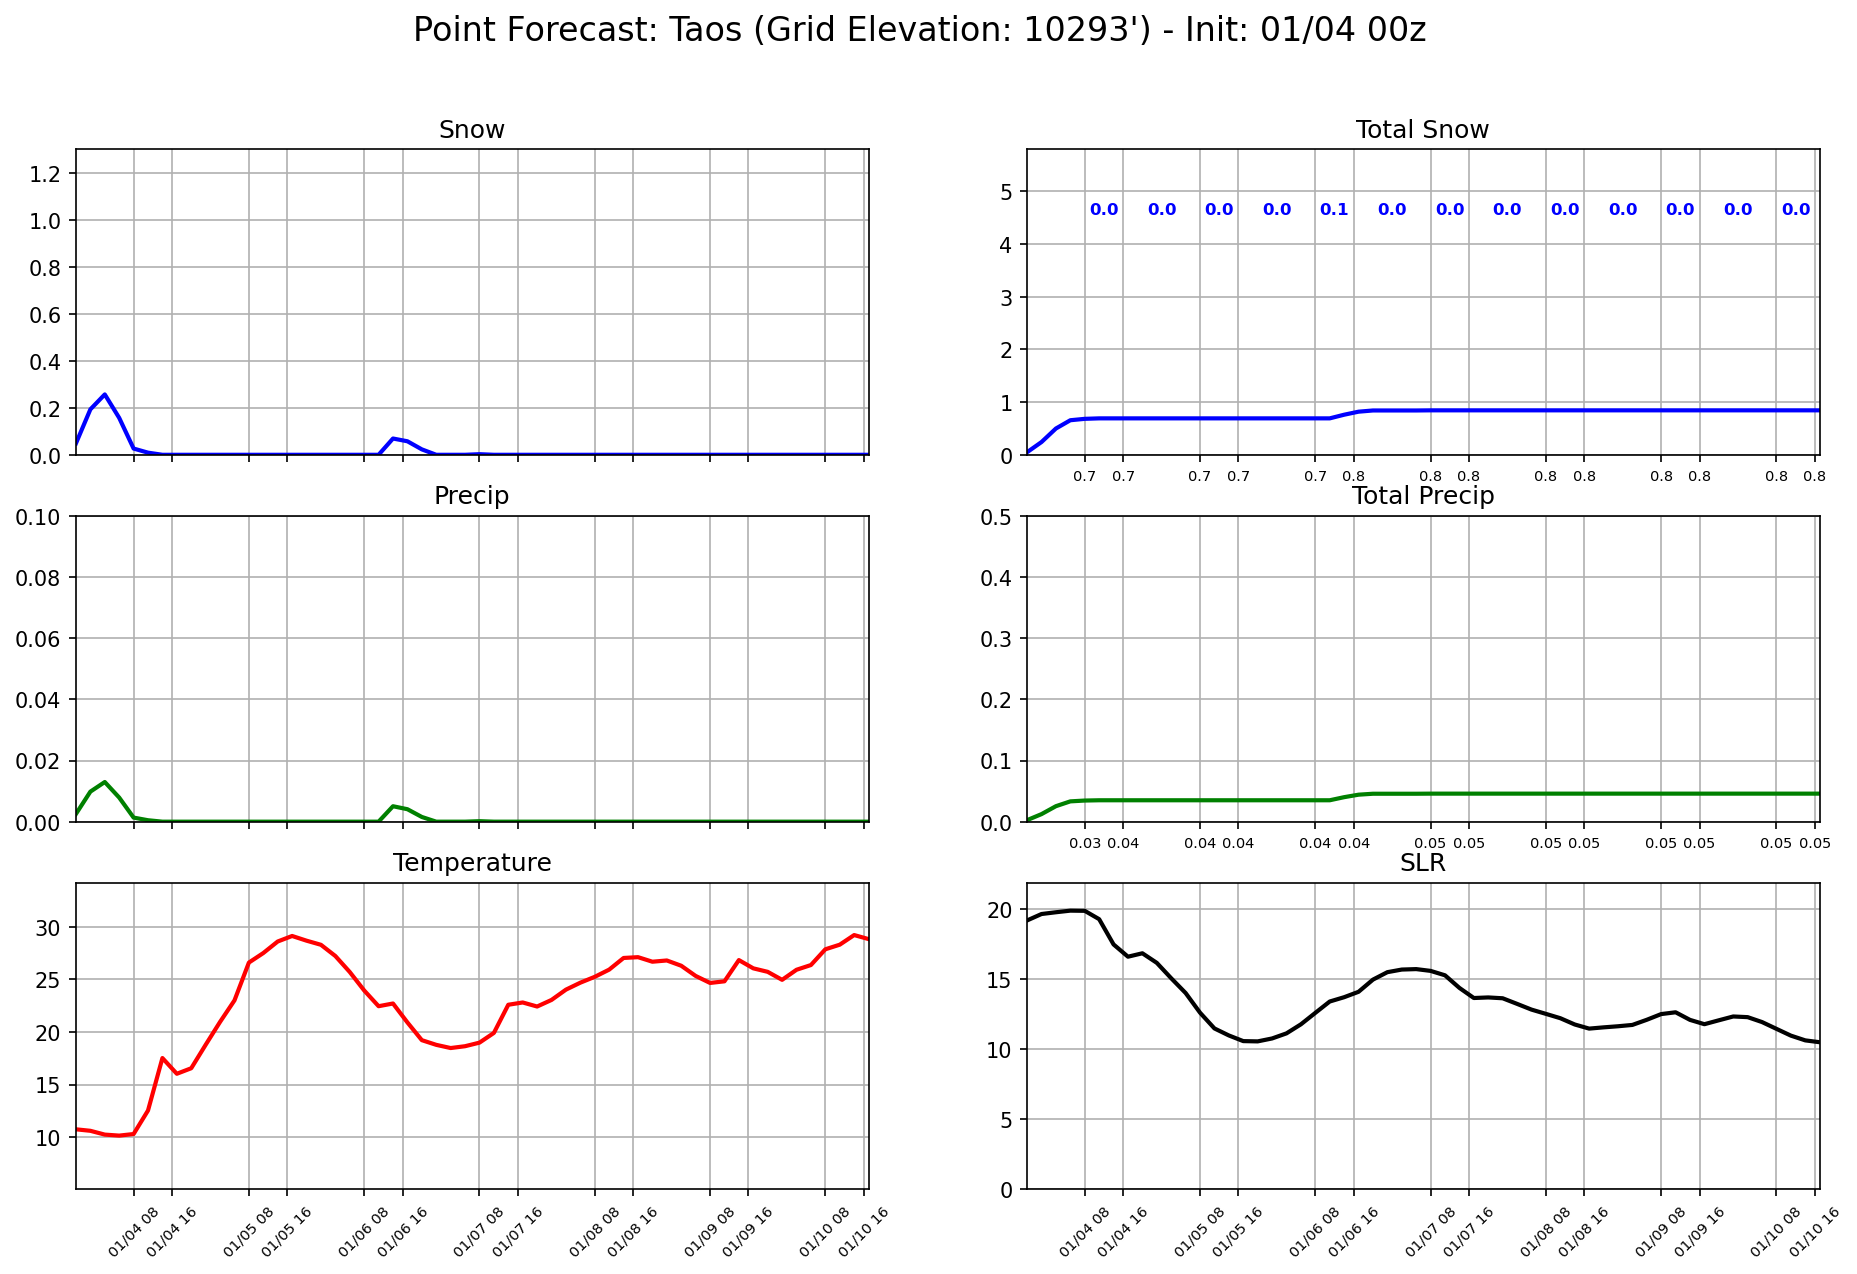 Point Forecast: Taos (Grid Elevation: 10293') - Init: 01/04 00z
Snow
1.2
1.0
0.8
0.6
0.4
0.2
0.0
Total Snow
5
4
3
2
1
0
0.0 0.0 0.0 0.0 0.1 0.0 0.0 0.0 0.0 0.0 0.0 0.0 0.0
0.7 0.7 0.7 0.7 0.7 0.8 0.8 0.8 0.8 0.8 0.8 0.8 0.8 0.8
Precip
0.10
0.08
0.06
0.04
0.02
0.00
Total Precip
0.5
0.4
0.3
0.2
0.1
0.0
0.03 0.04 0.04 0.04 0.04 0.04 0.05 0.05 0.05 0.05 0.05 0.05 0.05 0.05
Temperature
30
25
20
15
10
01/04 08 01/04 16 01/05 08 01/05 16 01/06 08 01/06 16 01/07 08 01/07 16 01/08 08 01/08 16 01/09 08 01/09 16 01/10 08 01/10 16
SLR
20
15
10
5
0
01/04 08 01/04 16 01/05 08 01/05 16 01/06 08 01/06 16 01/07 08 01/07 16 01/08 08 01/08 16 01/09 08 01/09 16 01/10 08 01/10 16